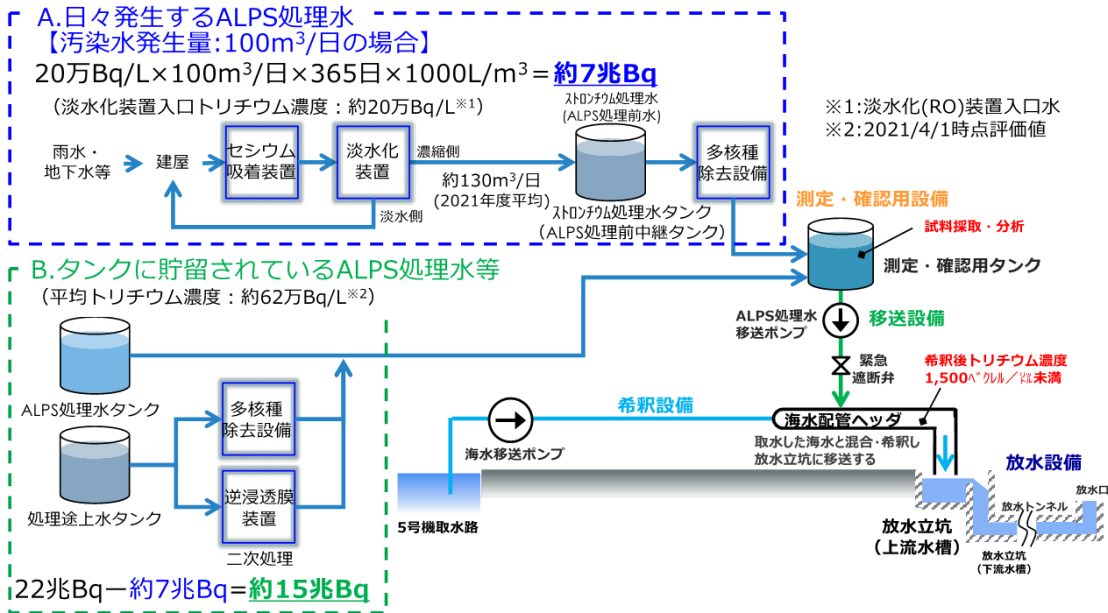 A.日々発生するALPS処理水
【汚染水発生量:100m³/日の場合】
20万Bq/L×100m³/日×365日×1000L/m³＝約7兆Bq
（淡水化装置入口トリチウム濃度：約20万Bq/L※1）
ｽﾄﾛﾝﾁｳﾑ処理水
(ALPS処理前水)
※1:淡水化(RO)装置入口水
※2:2021/4/1時点評価値
雨水・
地下水等
建屋
セシウム
吸着装置
淡水化
装置
濃縮側
約130m³/日
(2021年度平均)
淡水側
多核種
除去設備
ｽﾄﾛﾝﾁｳﾑ処理水タンク
（ALPS処理前中継タンク）
測定・確認用設備
試料採取・分析
測定・確認用タンク
B.タンクに貯留されているALPS処理水等
（平均トリチウム濃度：約62万Bq/L※2）
ALPS処理水
移送ポンプ
移送設備
緊急
遮断弁
希釈後トリチウム濃度
1,500ﾍﾞｸﾚﾙ／ﾘｯﾄﾙ未満
ALPS処理水タンク
多核種
除去設備
希釈設備
海水配管ヘッダ
海水移送ポンプ
取水した海水と混合･希釈し
放水立坑に移送する
放水設備
処理途上水タンク
逆浸透膜
装置
二次処理
5号機取水路
放水口
放水トンネル
放水立坑
（上流水槽）
放水立坑
（下流水槽）
22兆Bq―約7兆Bq=約15兆Bq